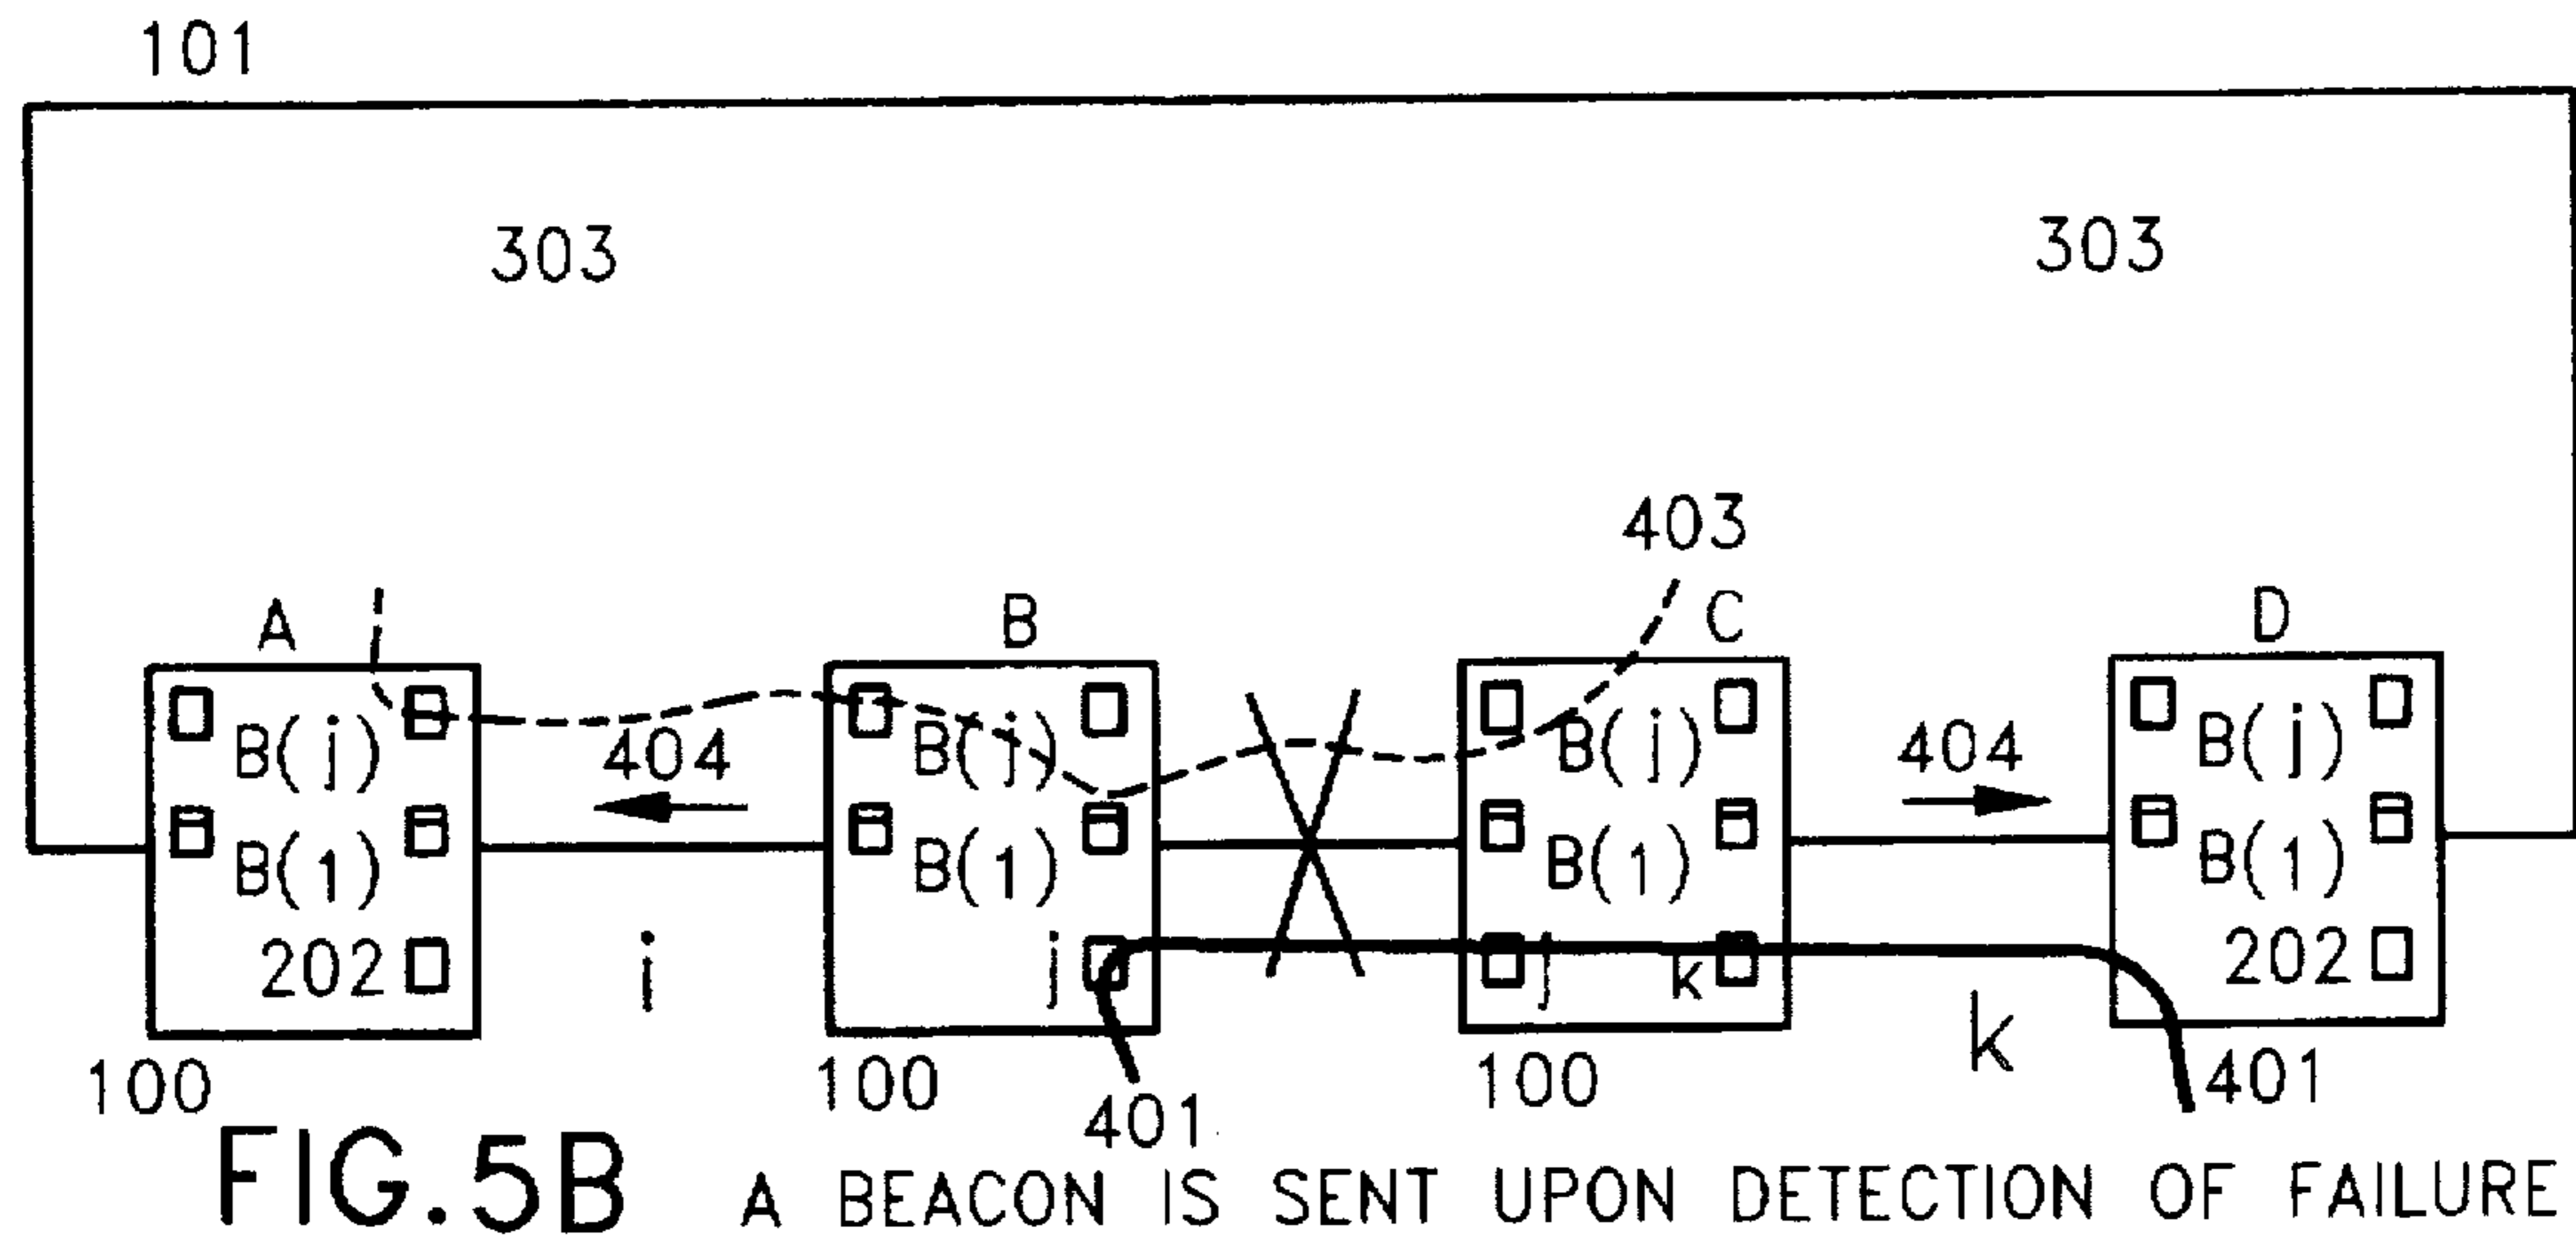 101
303 303
403
A B C D
B(j) 404 B(j) B(j) 404 B(j)
B(1) B(1) B(1) B(1)
202 i j j k k 202
100 100 401 100 401
FIG.5B A BEACON IS SENT UPON DETECTION OF FAILURE